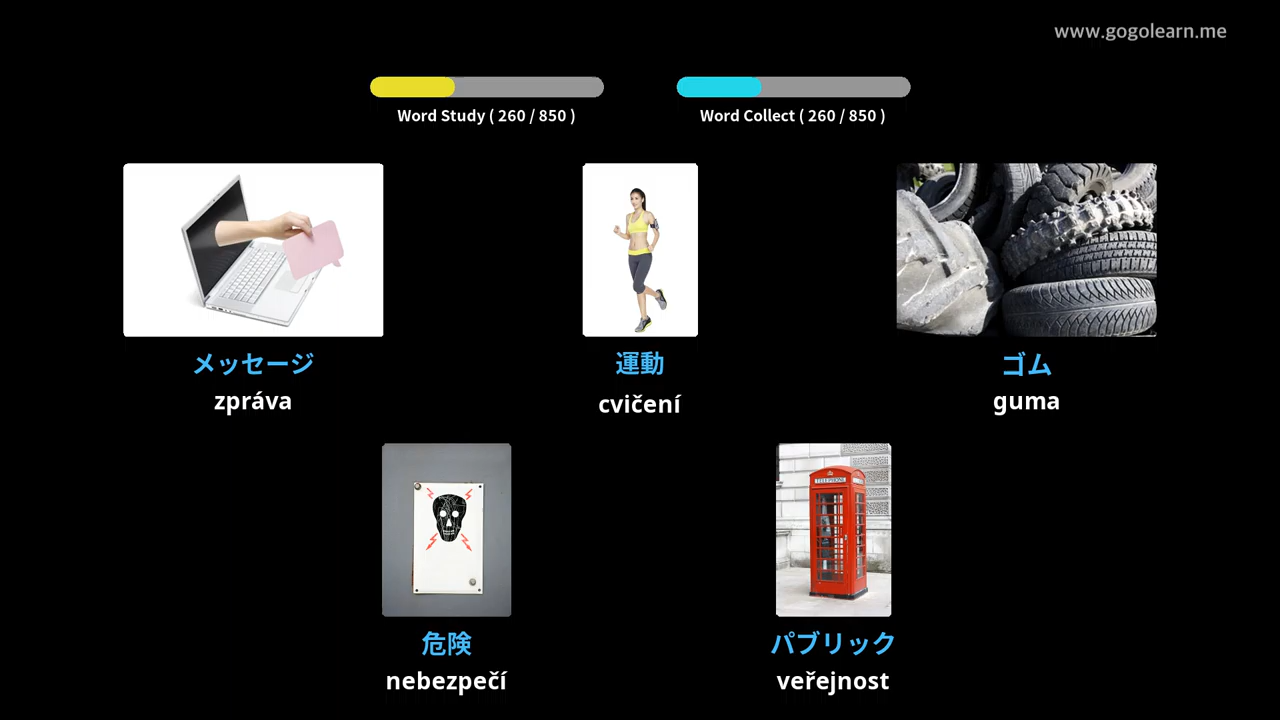 www.gogolearn.me
Word Study ( 260 / 850 )
Word Collect ( 260 / 850 )
メッセージ
zpráva
運動
cvičení
ゴム
guma
TELEPHONE
危険
nebezpečí
パブリック
veřejnost